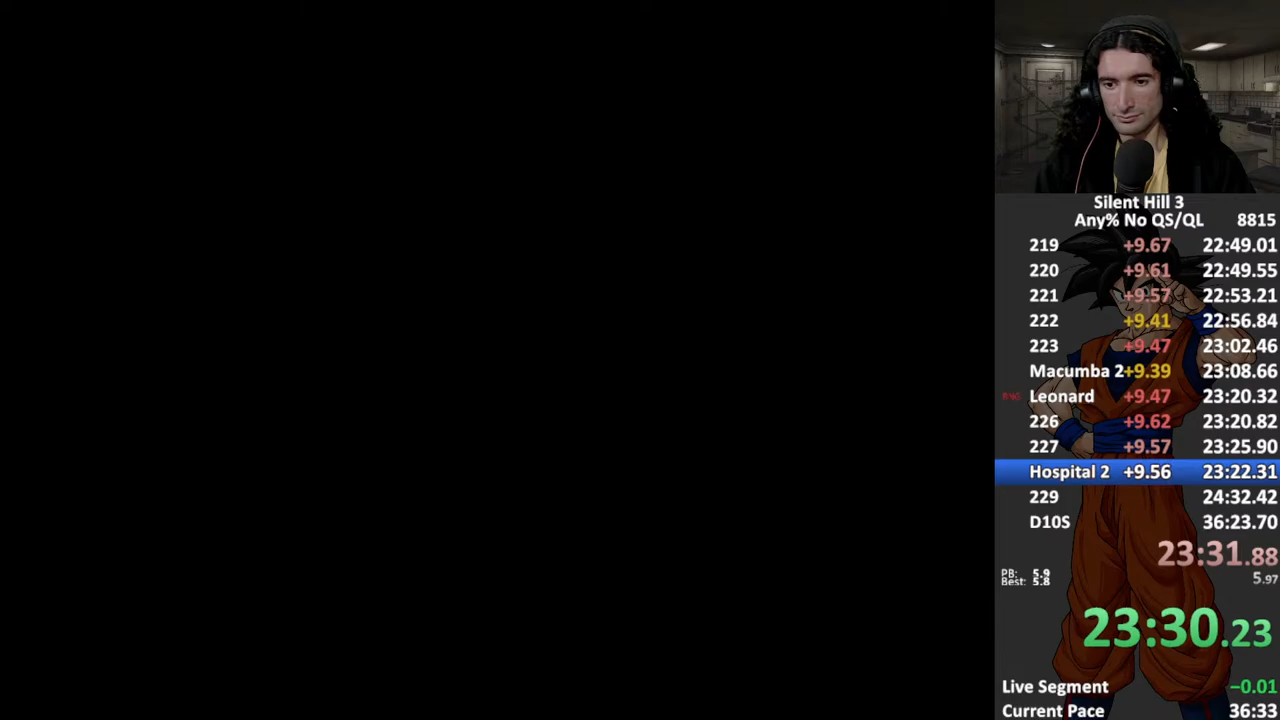 Silent Hill 3
Any% No QS/QL 8815
219 +9.67 22:49.01
220 +9.61 22:49.55
221 +9.57 22:53.21
222 +9.41 22:56.84
223 +9.47 23:02.46
Macumba 2 +9.39 23:08.66
Leonard +9.47 23:20.32
226 +9.62 23:20.82
227 +9.57 23:25.90
Hospital 2 +9.56 23:22.31
229 24:32.42
D10S 36:23.70
23:31.88
PB: 5.9
Best: 5.8 5.97
23:30.23
Live Segment −0.01
Current Pace 36:33